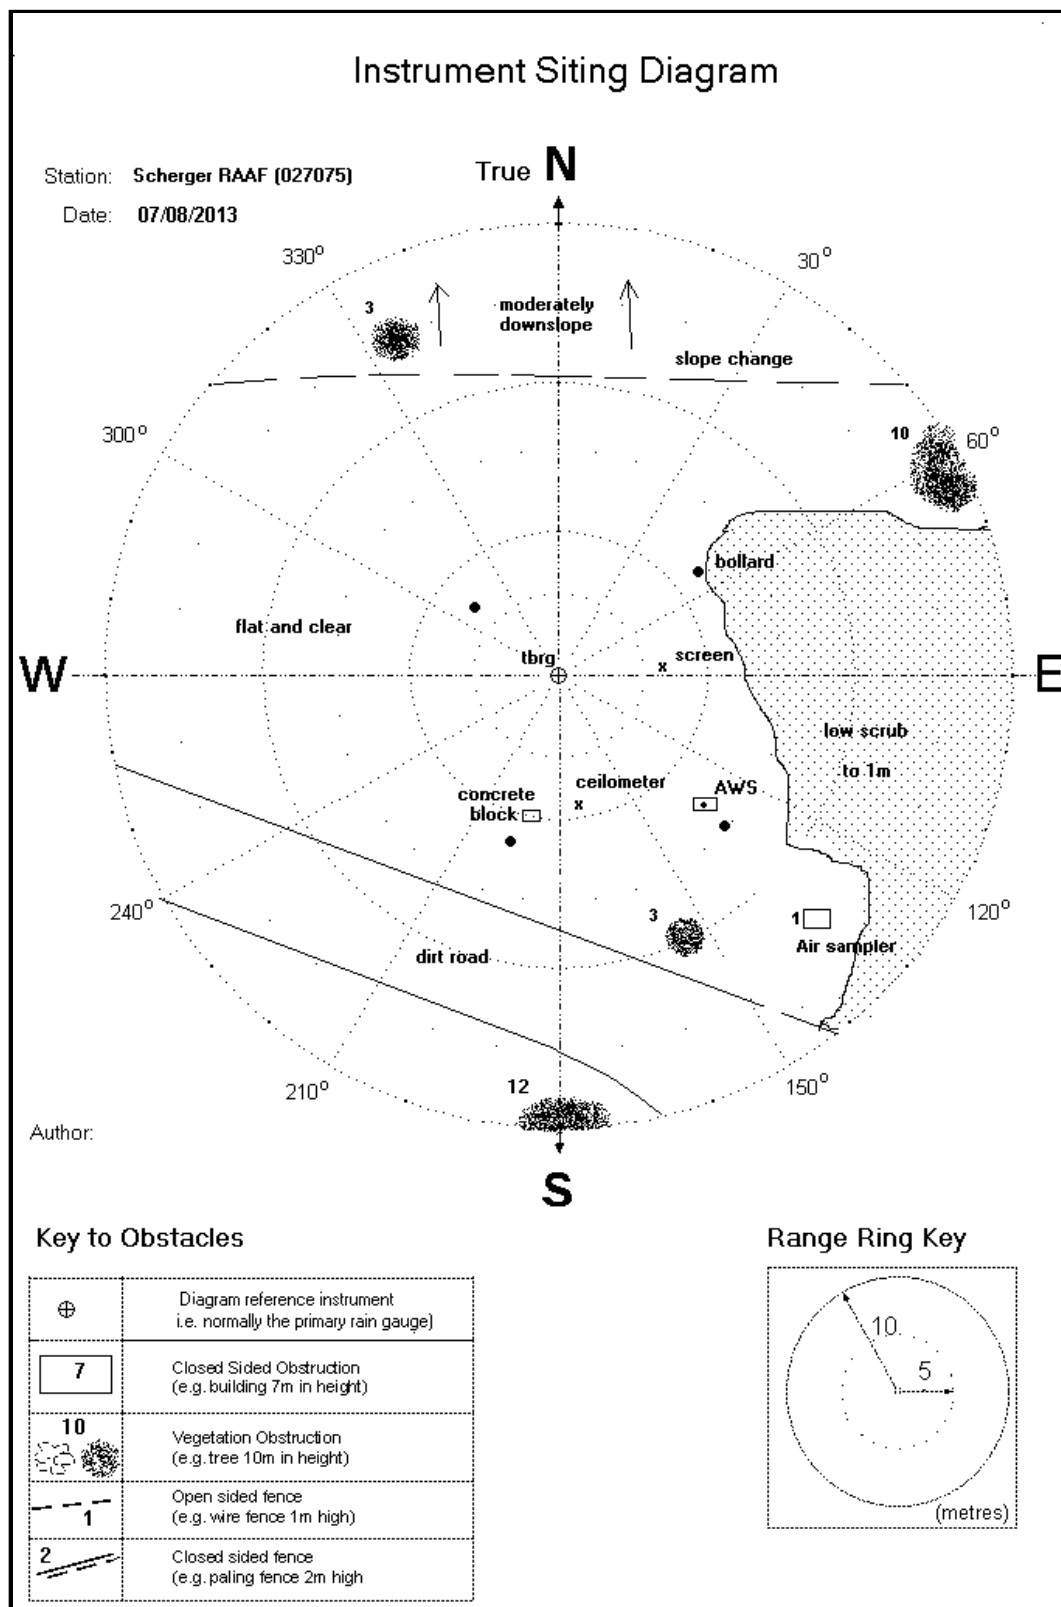 Instrument Siting Diagram
Station: Scherger RAAF (027075)
True N
Date: 07/08/2013
330°
30°
3
moderately
downslope
slope change
300°
10
60°
bollard
flat and clear
tbrg
screen
W
E
low scrub
to 1m
ceilometer
AWS
concrete
block
240°
3
1
120°
Air sampler
dirt road
12
210°
150°
Author:
S
Key to Obstacles
Diagram reference instrument
i.e. normally the primary rain gauge)
7
Closed Sided Obstruction
(e.g. building 7m in height)
10
Vegetation Obstruction
(e.g. tree 10m in height)
1
Open sided fence
(e.g. wire fence 1m high)
2
Closed sided fence
(e.g. paling fence 2m high
Range Ring Key
10
5
(metres)